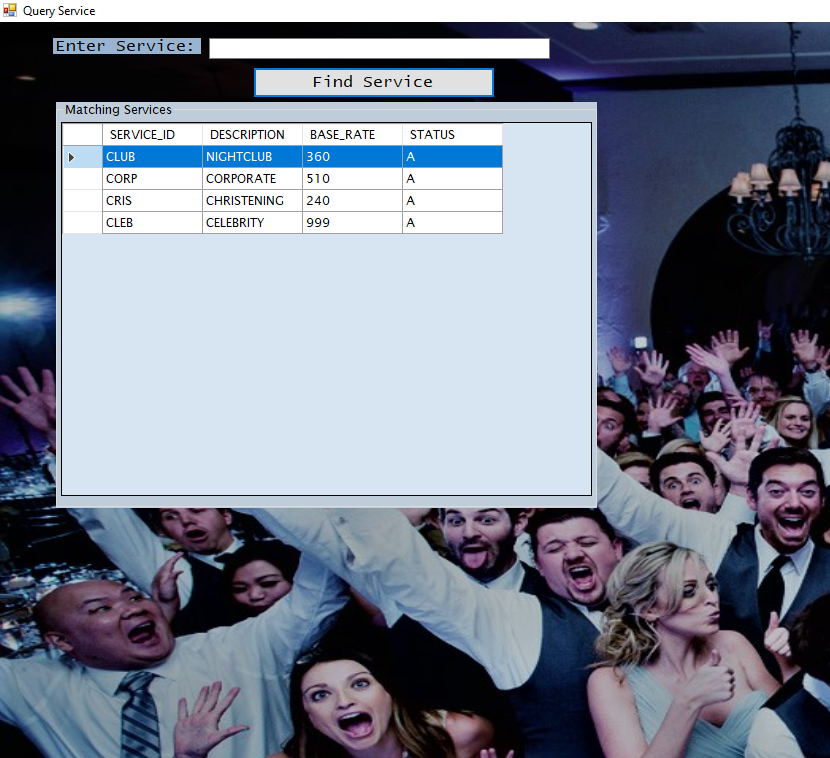 Query Service
Enter Service:
Find Service
Matching Services
SERVICE_ID DESCRIPTION BASE_RATE STATUS
CLUB NIGHTCLUB 360 A
CORP CORPORATE 510 A
CRIS CHRISTENING 240 A
CLEB CELEBRITY 999 A